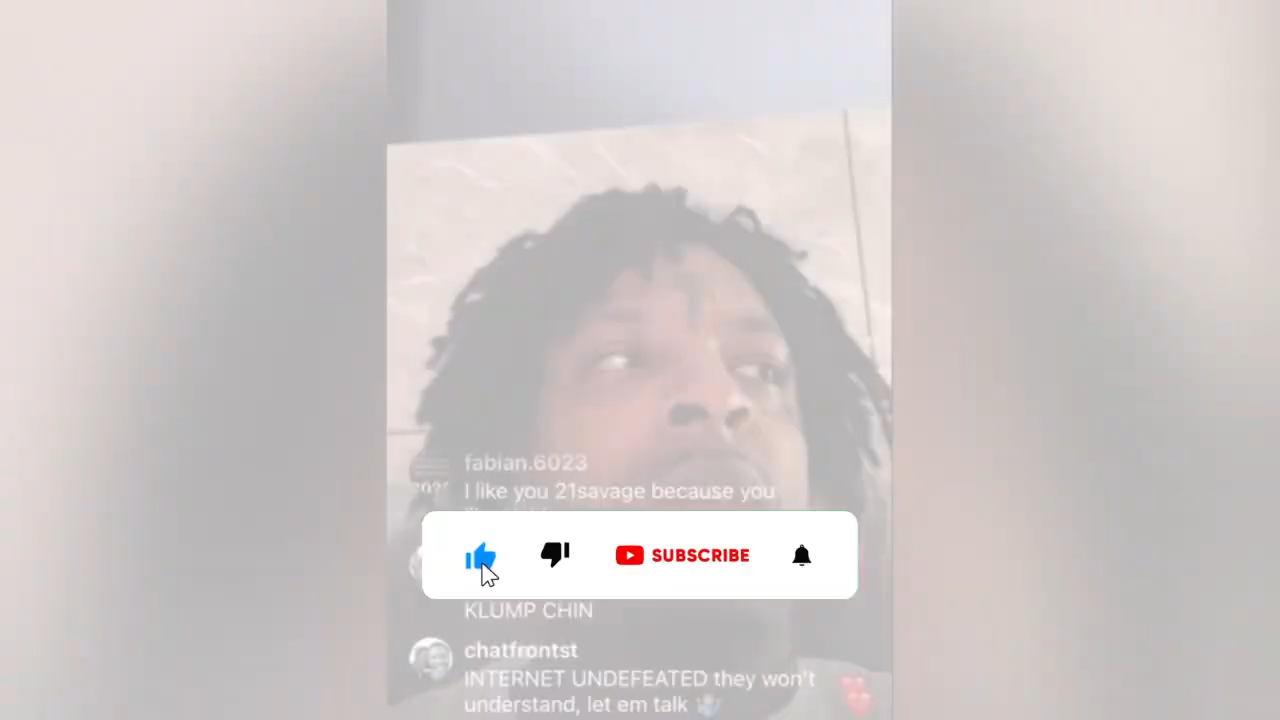 fabian.6023
I like you 21savage because you
SUBSCRIBE
KLUMP CHIN
chatfrontst
INTERNET UNDEFEATED they won't
understand, let em talk